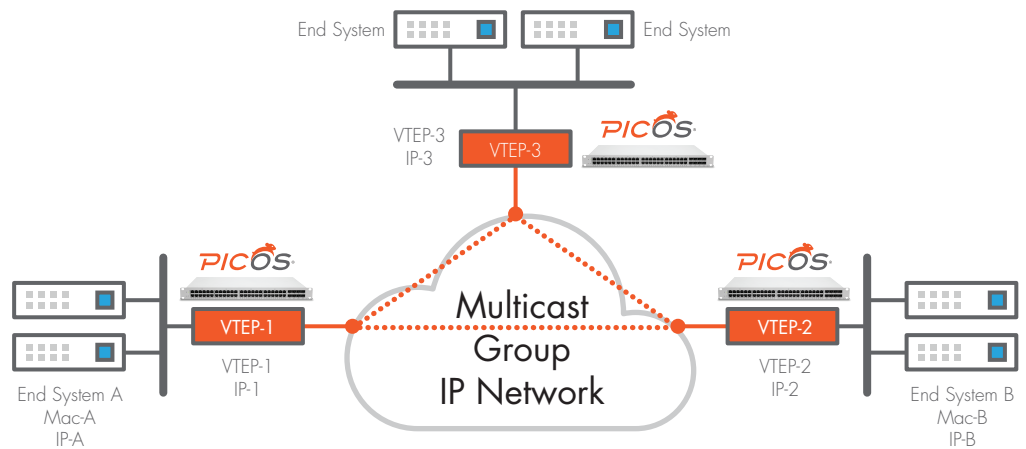 End System
End System
VTEP-3
IP-3
VTEP-3
PICOS
PICOS
PICOS
VTEP-1
VTEP-2
Multicast
Group
IP Network
VTEP-1
IP-1
VTEP-2
IP-2
End System A
Mac-A
IP-A
End System B
Mac-B
IP-B